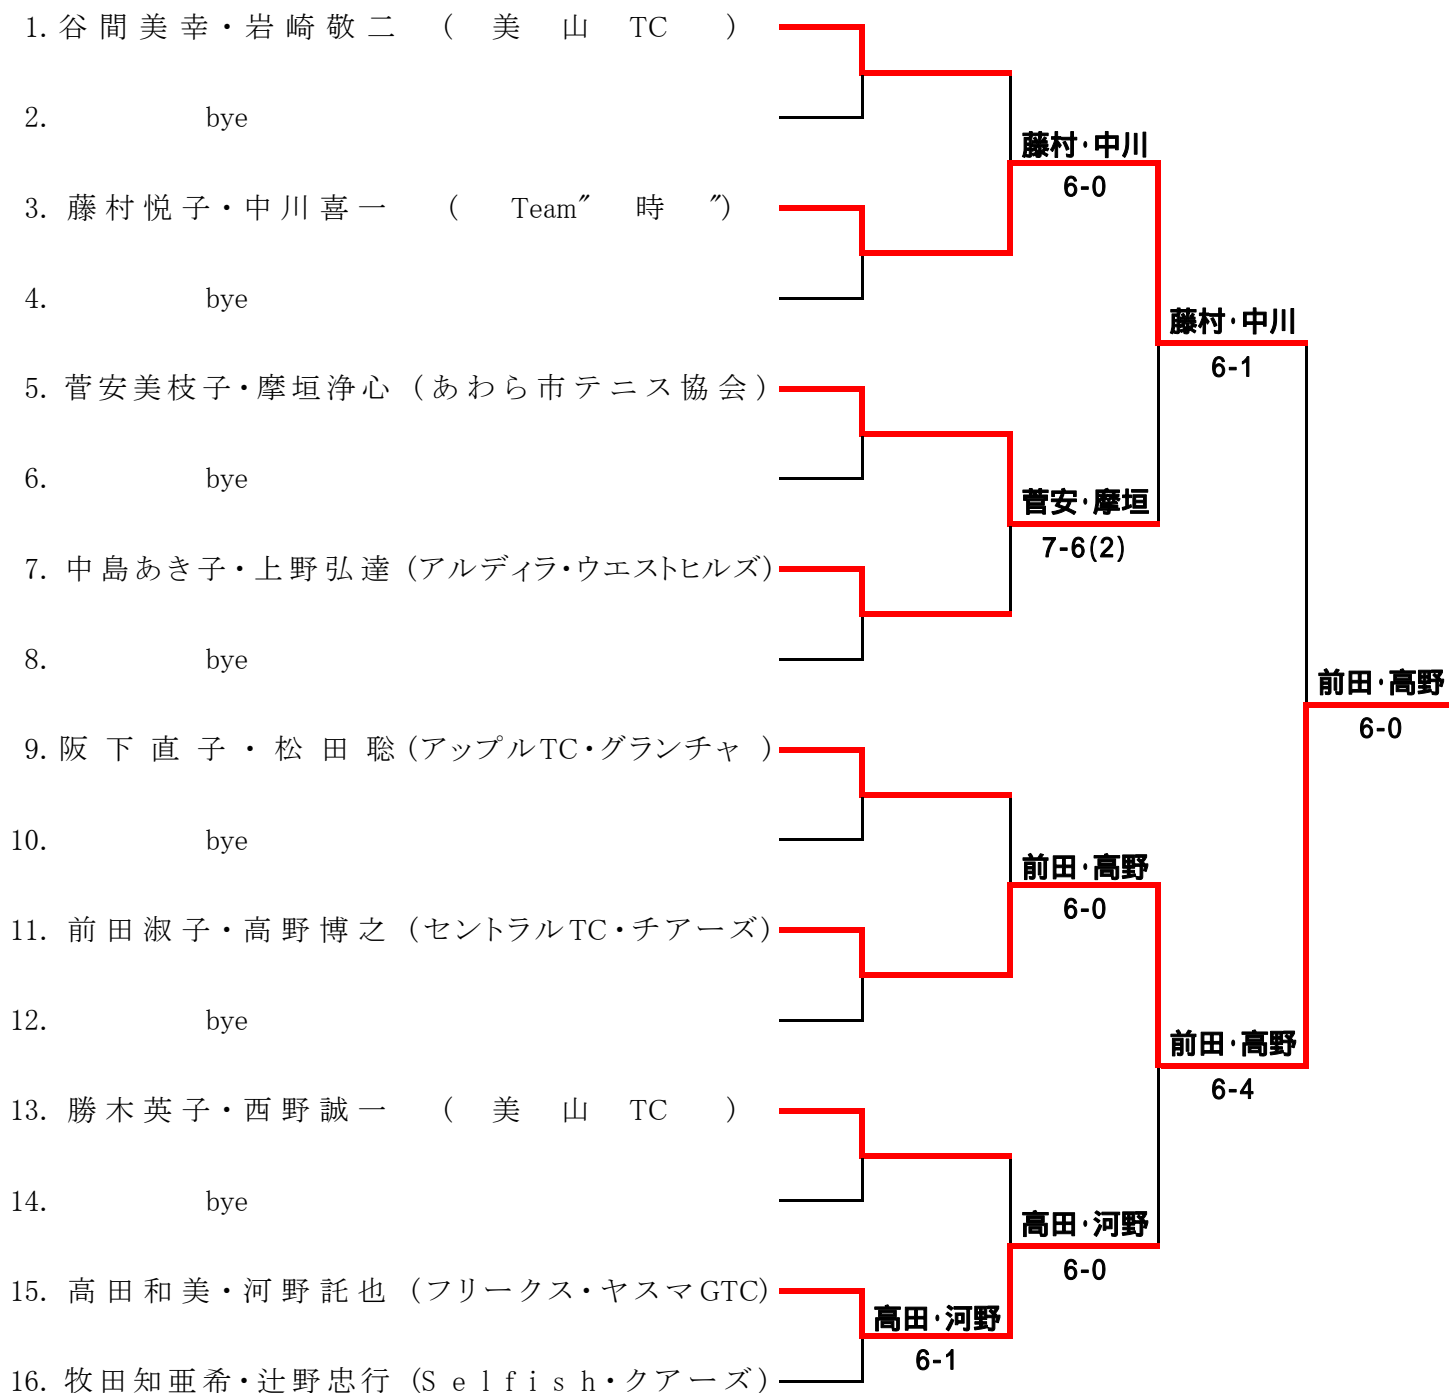 1. 谷間美幸・岩崎敬二 ( 美山TC )
2. bye
藤村・中川
6-0
3. 藤村悦子・中川喜一 ( Team〃時〃)
4. bye
藤村・中川
6-1
5. 菅安美枝子・摩垣浄心 (あわら市テニス協会)
6. bye
菅安・摩垣
7-6(2)
7. 中島あき子・上野弘達 (アルディラ・ウエストヒルズ)
8. bye
前田・高野
6-0
9. 阪下直子・松田聡 (アップルTC・グランチャ )
10. bye
前田・高野
6-0
11. 前田淑子・高野博之 (セントラルTC・チアーズ)
12. bye
前田・高野
6-4
13. 勝木英子・西野誠一 ( 美山TC )
14. bye
高田・河野
6-0
15. 高田和美・河野託也 (フリークス・ヤスマGTC)
高田・河野
6-1
16. 牧田知亜希・辻野忠行 (Selfish・クアーズ)